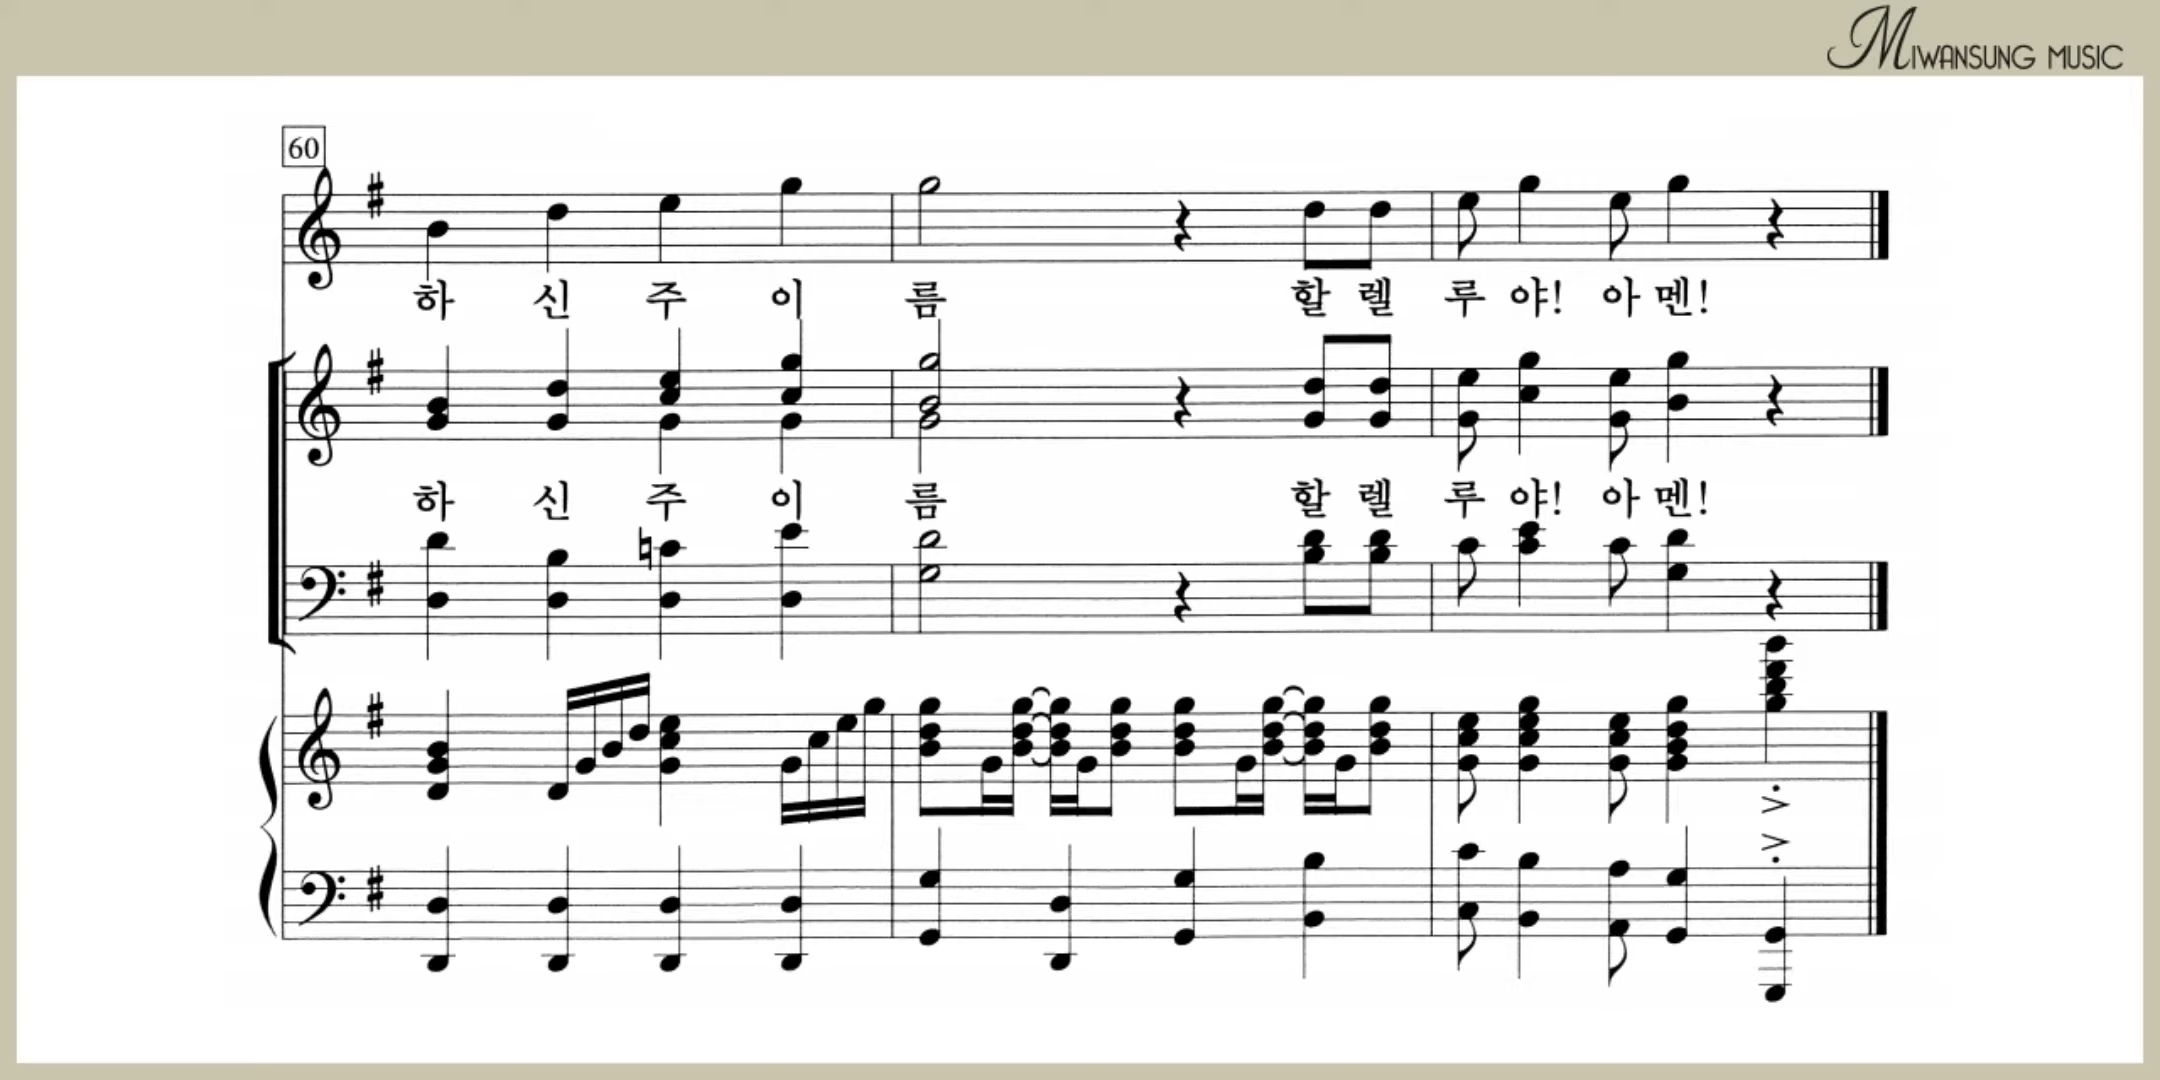 MIWANSUNG MUSIC
60
하 신 주 이 름 할 렐 루 야! 아 멘!
하 신 주 이 름 할 렐 루 야! 아 멘!